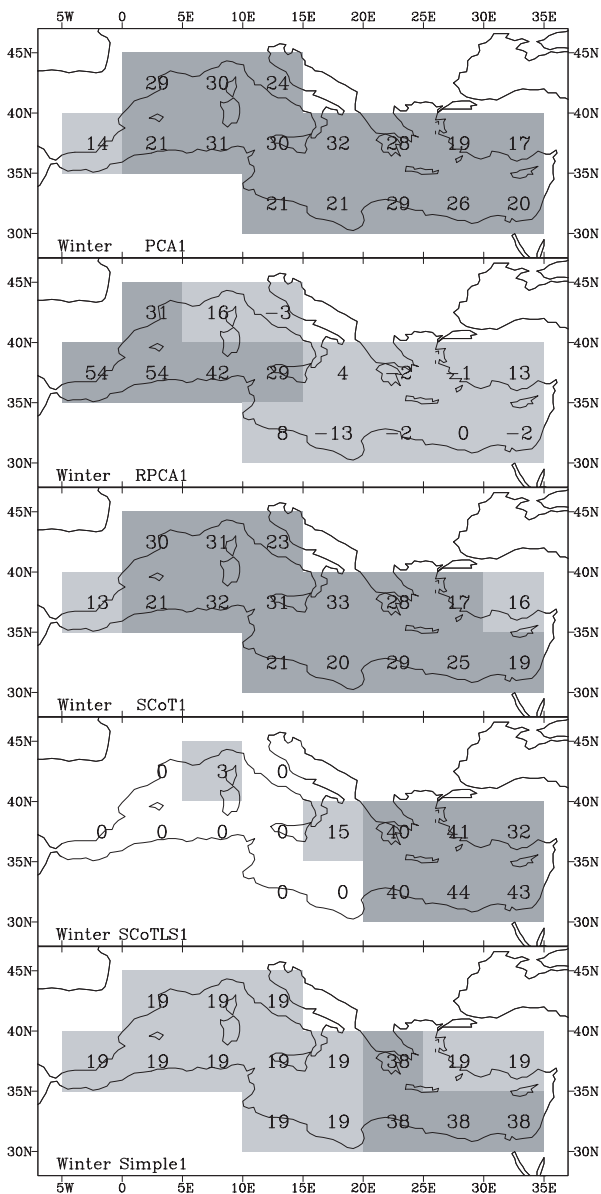 5W 0 5E 10E 15E 20E 25E 30E 35E
45N 29 30 24 45N
40N 40N
14 21 31 30 32 28 19 17
35N 35N
21 21 29 26 20
30N 30N
Winter PCA1
45N 31 16 −3 45N
40N 40N
54 54 42 29 4 −2 −1 13
35N 35N
8 −13 −2 0 −2
30N 30N
Winter RPCA1
45N 30 31 23 45N
40N 40N
13 21 32 31 33 28 17 16
35N 35N
21 20 29 25 19
30N 30N
Winter SCoT1
45N 45N
0 3 0
40N 40N
0 0 0 0 15 40 41 32
35N 35N
0 0 40 44 43
30N 30N
Winter SCoTLS1
45N 45N
19 19 19
40N 40N
19 19 19 19 19 38 19 19
35N 35N
19 19 38 38 38
30N 30N
Winter Simple1
5W 0 5E 10E 15E 20E 25E 30E 35E